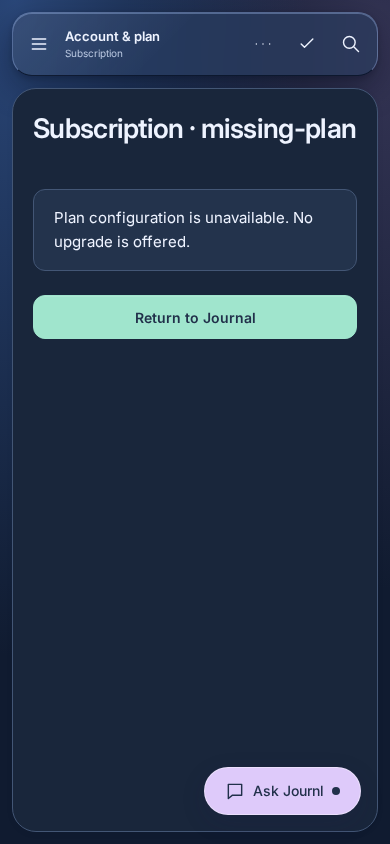 Account & plan
Subscription
Subscription · missing-plan
Plan configuration is unavailable. No
upgrade is offered.
Return to Journal
Ask Journl